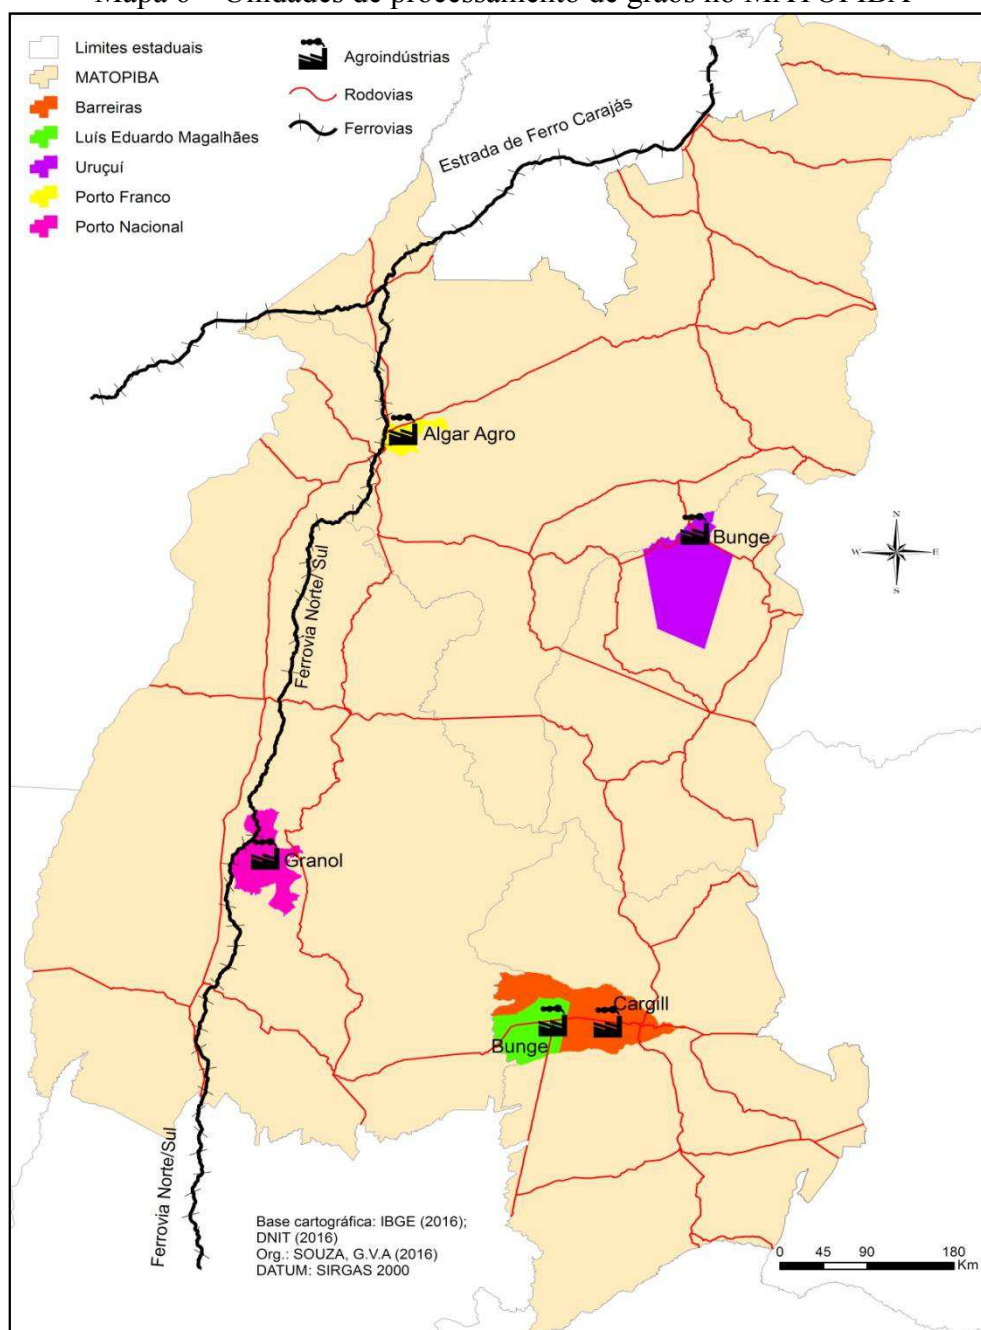 Mapa 6 – Unidades de processamento de grãos no MATOPIBA
Limites estaduais
MATOPIBA
Barreiras
Luís Eduardo Magalhães
Uruçuí
Porto Franco
Porto Nacional
Agroindústrias
Rodovias
Ferrovias
Estrada de Ferro Carajás
Algar Agro
Bunge
N
W
E
S
Ferrovia Norte/ Sul
Granol
Cargill
Bunge
Ferrovia Norte/Sul
Base cartográfica: IBGE (2016);
DNIT (2016)
Org.: SOUZA, G.V.A (2016)
DATUM: SIRGAS 2000
0 45 90 180
Km